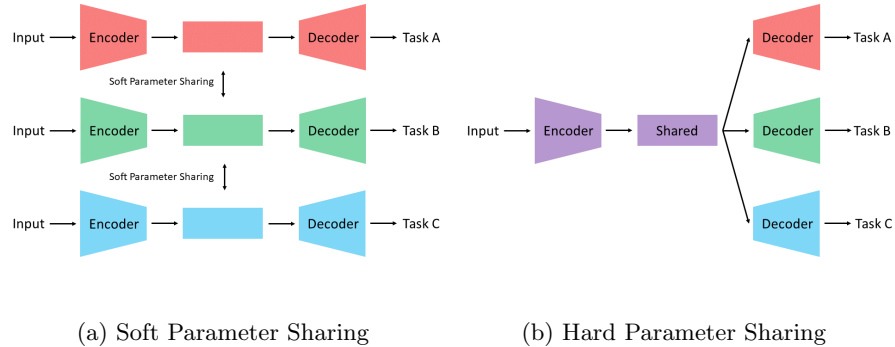 Input Encoder Decoder Task A
Soft Parameter Sharing
Input Encoder Decoder Task B
Soft Parameter Sharing
Input Encoder Decoder Task C
(a) Soft Parameter Sharing
Decoder Task A
Input Encoder Shared Decoder Task B
Decoder Task C
(b) Hard Parameter Sharing